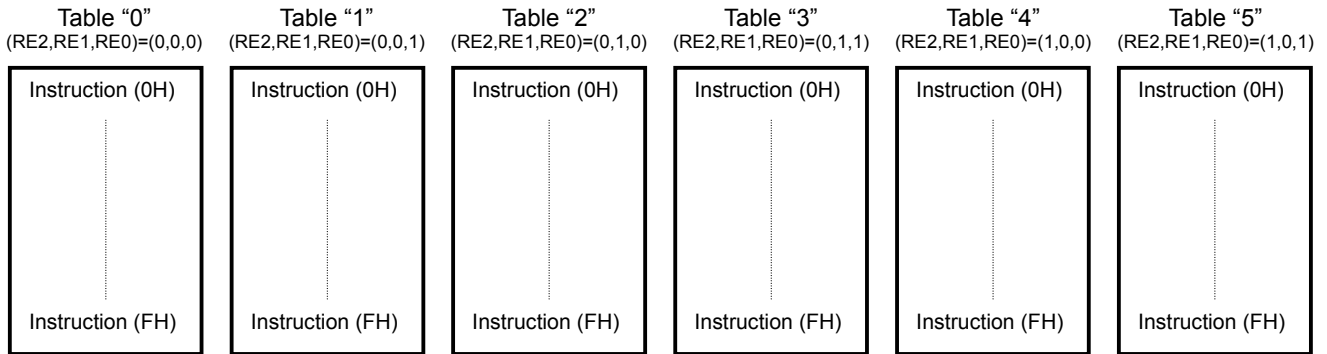 Table “0” Table “1” Table “2” Table “3” Table “4” Table “5”
(RE2,RE1,RE0)=(0,0,0) (RE2,RE1,RE0)=(0,0,1) (RE2,RE1,RE0)=(0,1,0) (RE2,RE1,RE0)=(0,1,1) (RE2,RE1,RE0)=(1,0,0) (RE2,RE1,RE0)=(1,0,1)
Instruction (0H) Instruction (0H) Instruction (0H) Instruction (0H) Instruction (0H) Instruction (0H)
Instruction (FH) Instruction (FH) Instruction (FH) Instruction (FH) Instruction (FH) Instruction (FH)